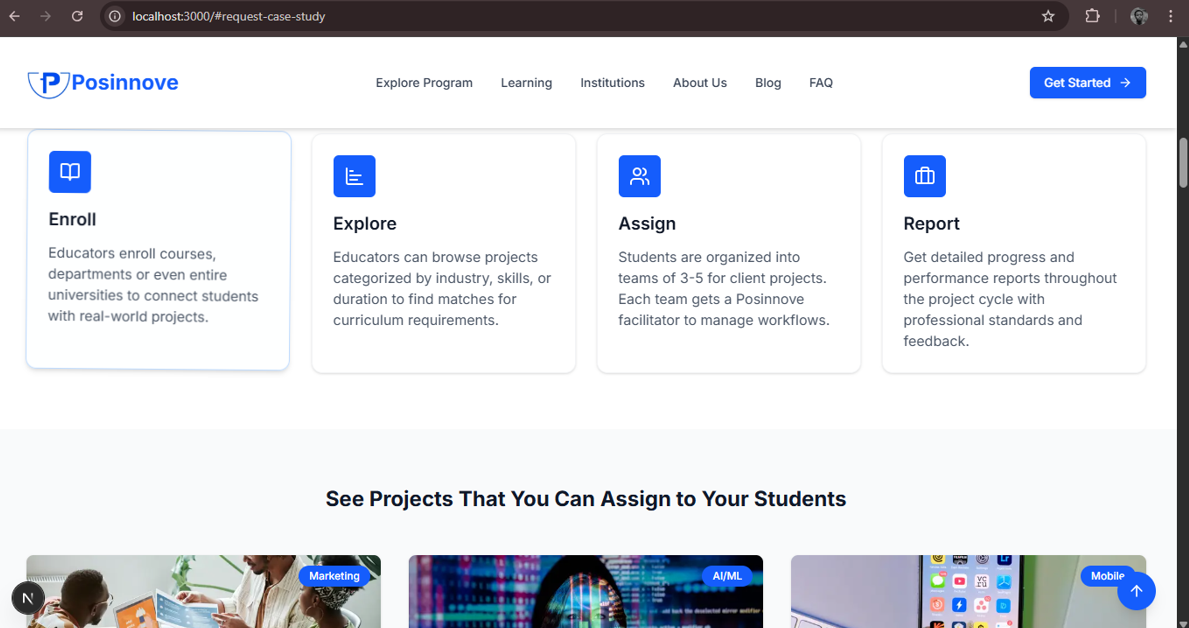 localhost:3000/#request-case-study
Posinnove
Explore Program
Learning
Institutions
About Us
Blog
FAQ
Get Started
Enroll
Educators enroll courses,
departments or even entire
universities to connect students
with real-world projects.
Explore
Educators can browse projects
categorized by industry, skills, or
duration to find matches for
curriculum requirements.
Assign
Students are organized into
teams of 3-5 for client projects.
Each team gets a Posinnove
facilitator to manage workflows.
Report
Get detailed progress and
performance reports throughout
the project cycle with
professional standards and
feedback.
See Projects That You Can Assign to Your Students
Marketing
AI/ML
Mobile
N